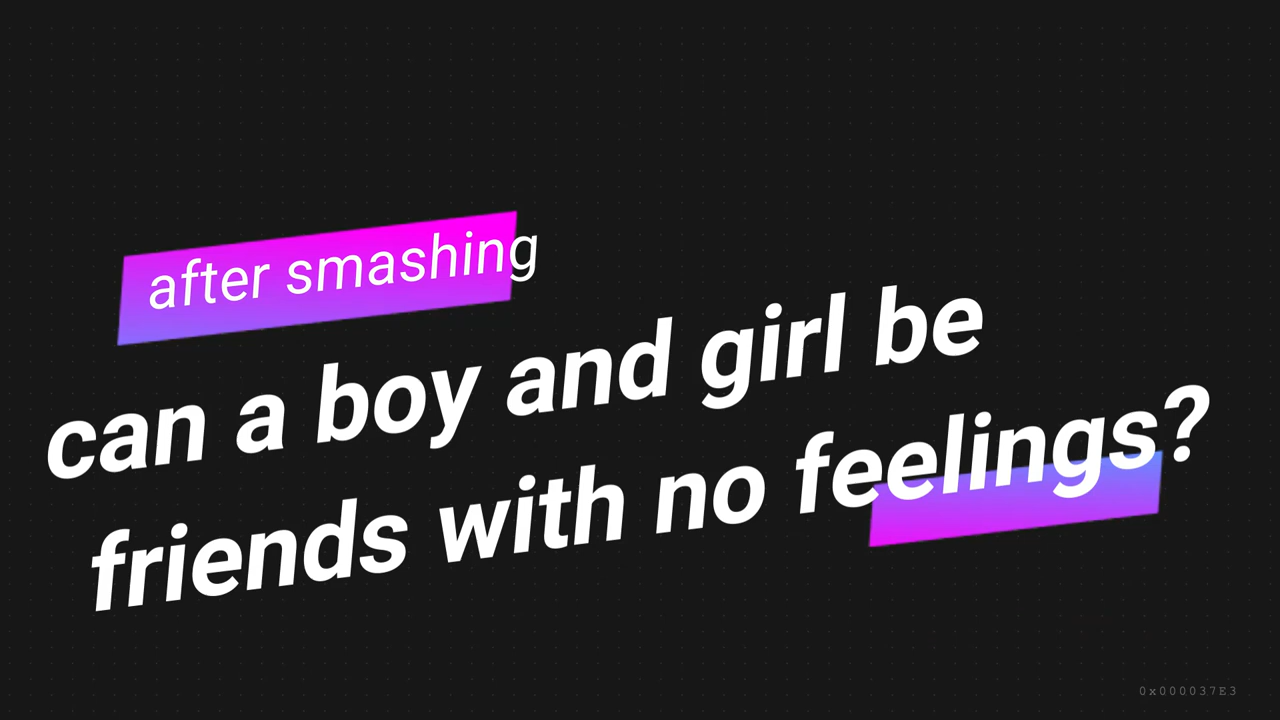 after smashing
can a boy and girl be
friends with no feelings?
0x000037E3